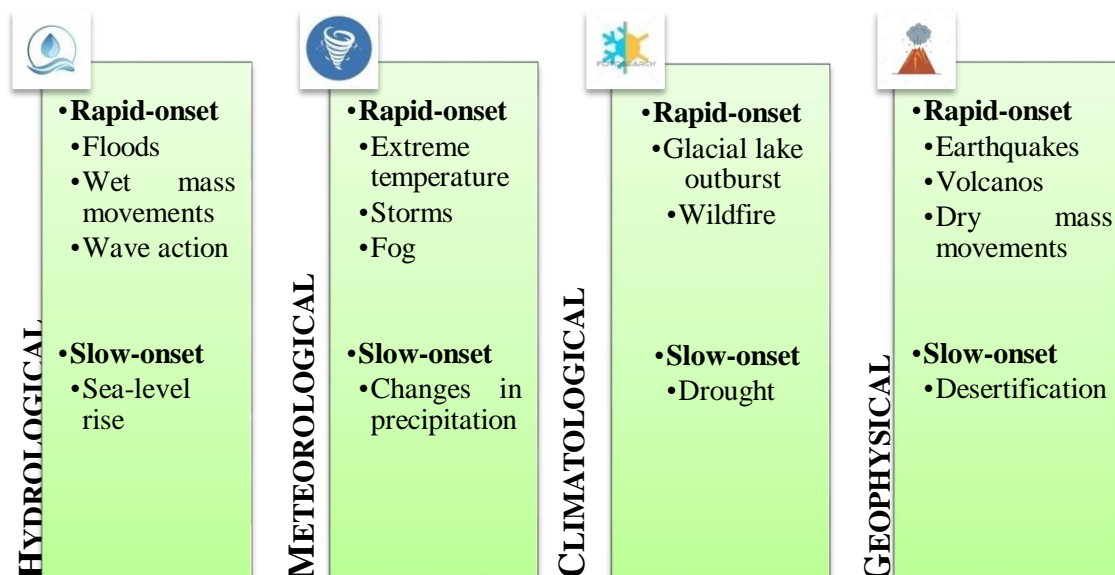 HYDROLOGICAL
•Rapid-onset
•Floods
•Wet mass
movements
•Wave action
•Slow-onset
•Sea-level
rise
METEOROLOGICAL
•Rapid-onset
•Extreme
temperature
•Storms
•Fog
•Slow-onset
•Changes in
precipitation
CLIMATOLOGICAL
•Rapid-onset
•Glacial lake
outburst
•Wildfire
•Slow-onset
•Drought
GEOPHYSICAL
•Rapid-onset
•Earthquakes
•Volcanos
•Dry mass
movements
•Slow-onset
•Desertification